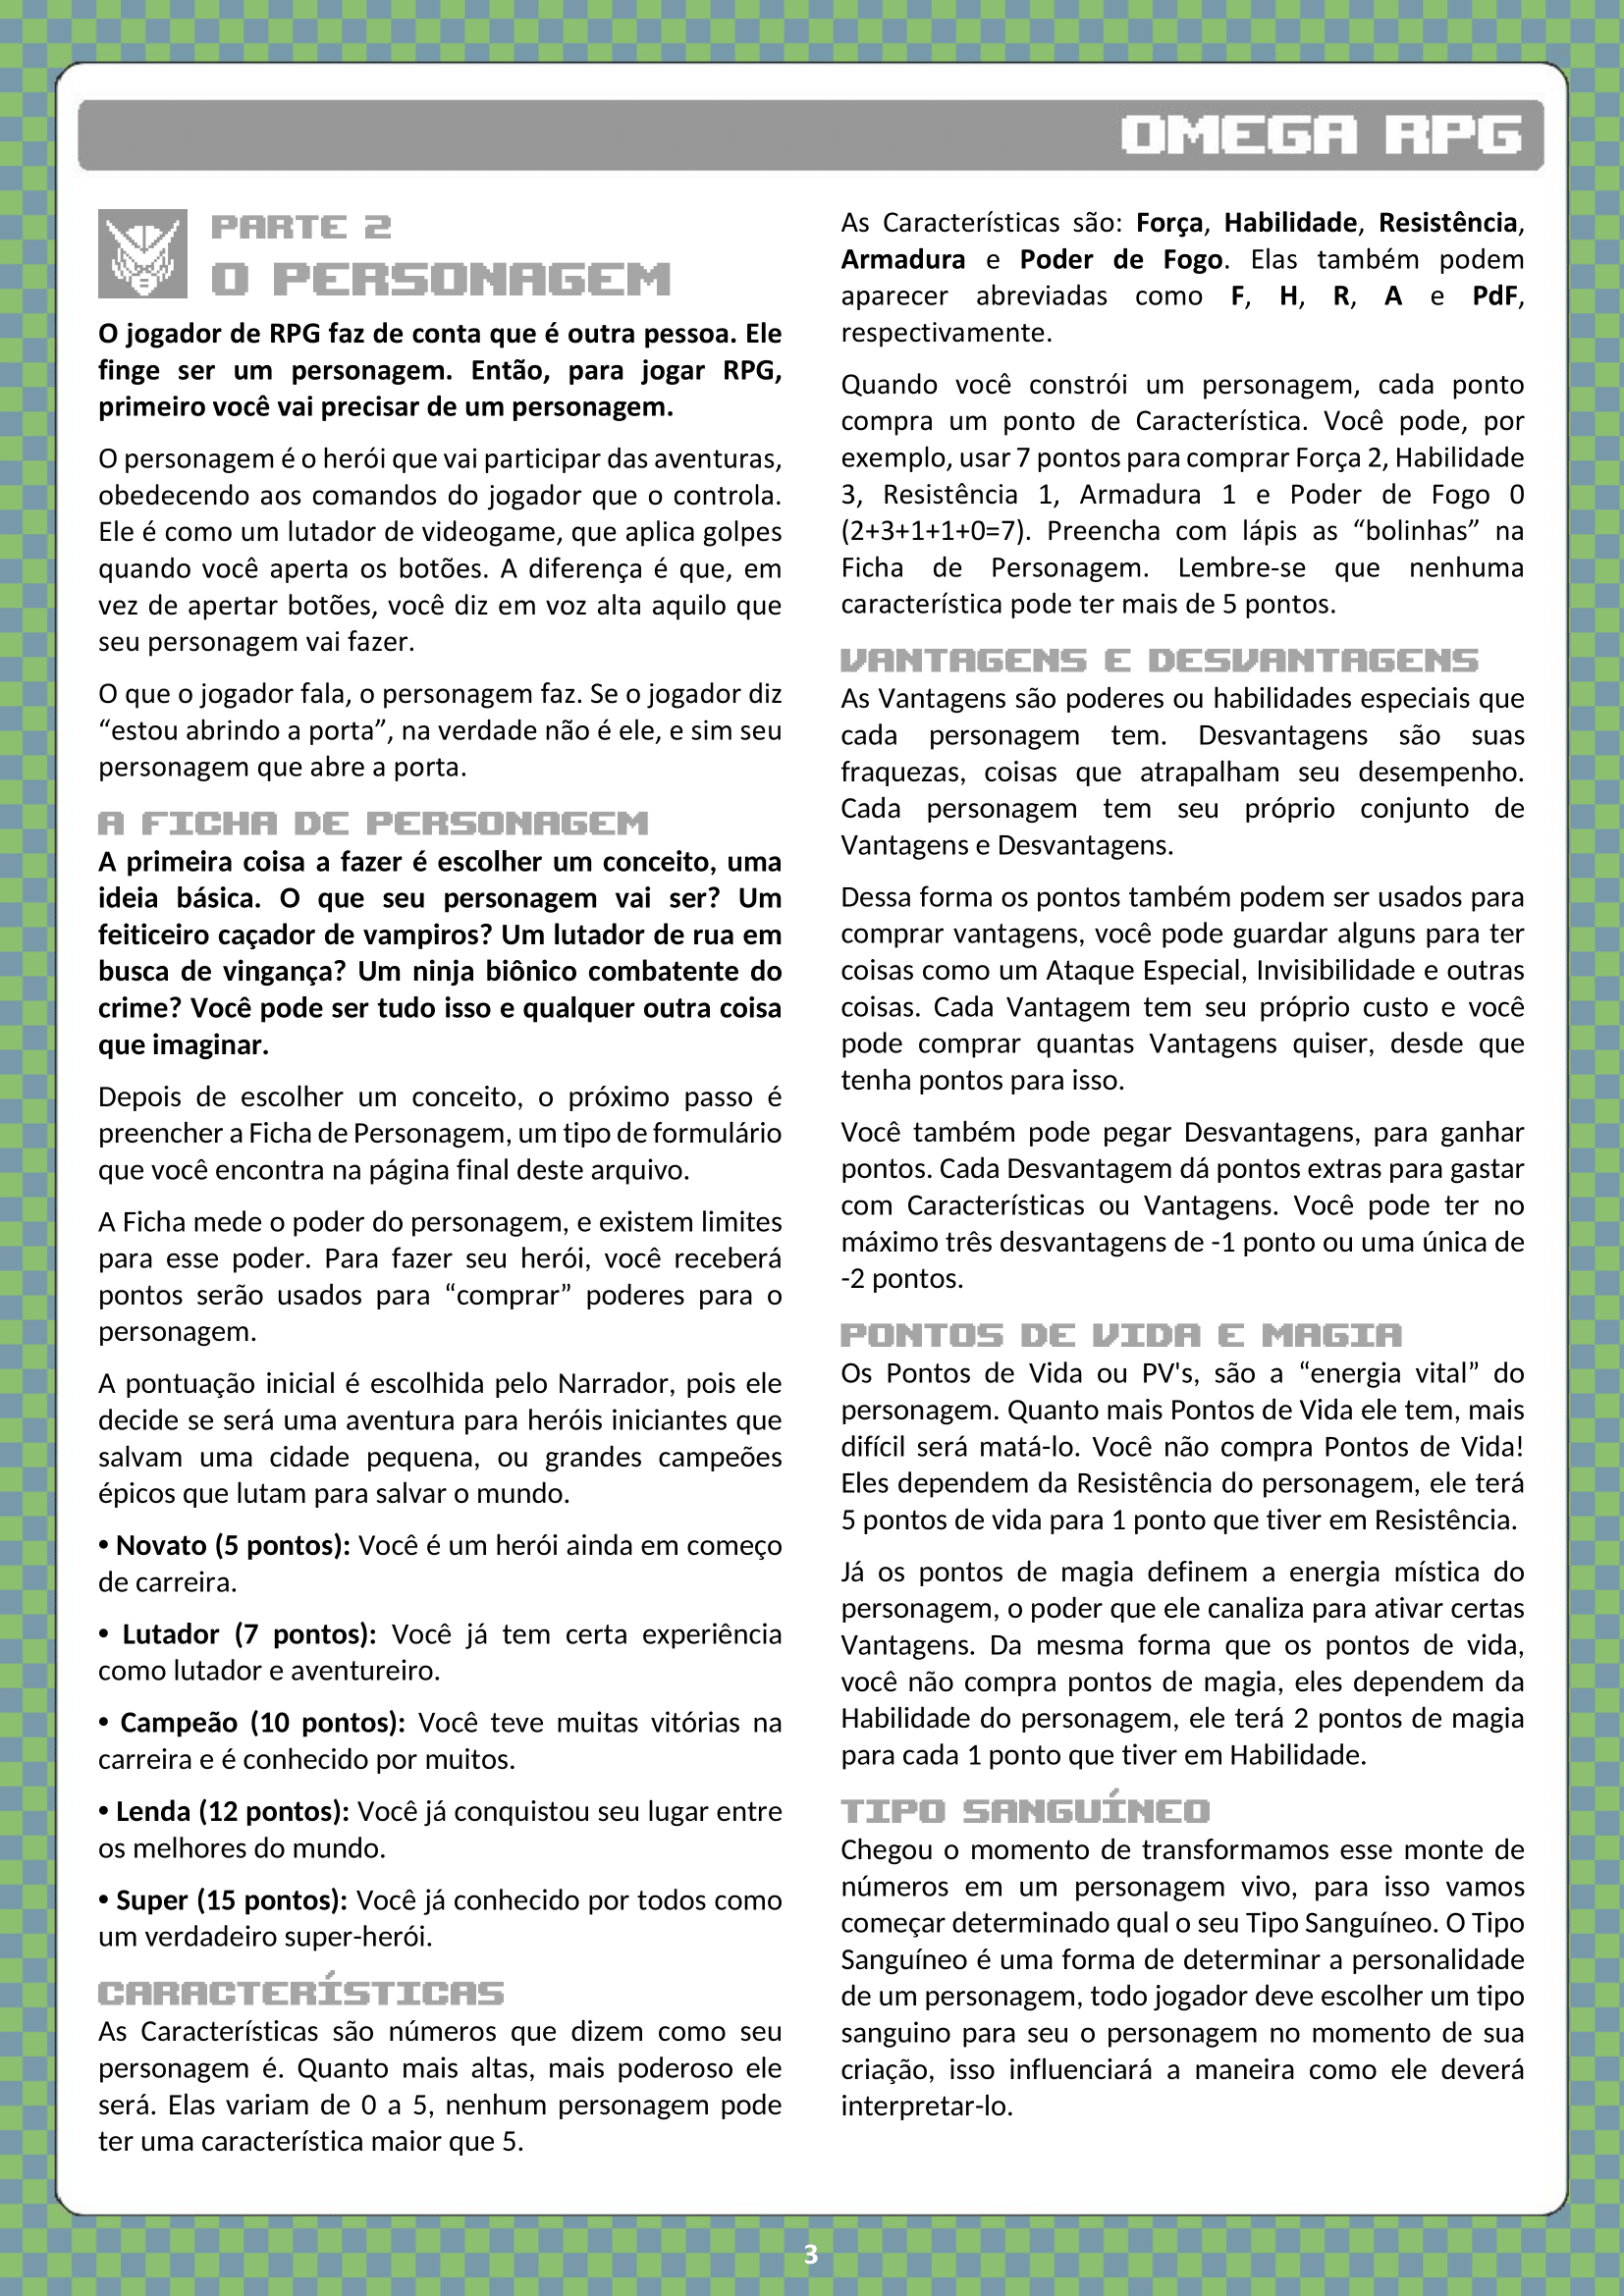 OMEGA RPG
PARTE 2
O PERSONAGEM
O jogador de RPG faz de conta que é outra pessoa. Ele
finge ser um personagem. Então, para jogar RPG,
primeiro você vai precisar de um personagem.
O personagem é o herói que vai participar das aventuras,
obedecendo aos comandos do jogador que o controla.
Ele é como um lutador de videogame, que aplica golpes
quando você aperta os botões. A diferença é que, em
vez de apertar botões, você diz em voz alta aquilo que
seu personagem vai fazer.
O que o jogador fala, o personagem faz. Se o jogador diz
“estou abrindo a porta”, na verdade não é ele, e sim seu
personagem que abre a porta.
A FICHA DE PERSONAGEM
A primeira coisa a fazer é escolher um conceito, uma
ideia básica. O que seu personagem vai ser? Um
feiticeiro caçador de vampiros? Um lutador de rua em
busca de vingança? Um ninja biônico combatente do
crime? Você pode ser tudo isso e qualquer outra coisa
que imaginar.
Depois de escolher um conceito, o próximo passo é
preencher a Ficha de Personagem, um tipo de formulário
que você encontra na página final deste arquivo.
A Ficha mede o poder do personagem, e existem limites
para esse poder. Para fazer seu herói, você receberá
pontos serão usados para “comprar” poderes para o
personagem.
A pontuação inicial é escolhida pelo Narrador, pois ele
decide se será uma aventura para heróis iniciantes que
salvam uma cidade pequena, ou grandes campeões
épicos que lutam para salvar o mundo.
• Novato (5 pontos): Você é um herói ainda em começo
de carreira.
• Lutador (7 pontos): Você já tem certa experiência
como lutador e aventureiro.
• Campeão (10 pontos): Você teve muitas vitórias na
carreira e é conhecido por muitos.
• Lenda (12 pontos): Você já conquistou seu lugar entre
os melhores do mundo.
• Super (15 pontos): Você já conhecido por todos como
um verdadeiro super-herói.
CARACTERÍSTICAS
As Características são números que dizem como seu
personagem é. Quanto mais altas, mais poderoso ele
será. Elas variam de 0 a 5, nenhum personagem pode
ter uma característica maior que 5.
As Características são: Força, Habilidade, Resistência,
Armadura e Poder de Fogo. Elas também podem
aparecer abreviadas como F, H, R, A e PdF,
respectivamente.
Quando você constrói um personagem, cada ponto
compra um ponto de Característica. Você pode, por
exemplo, usar 7 pontos para comprar Força 2, Habilidade
3, Resistência 1, Armadura 1 e Poder de Fogo 0
(2+3+1+1+0=7). Preencha com lápis as “bolinhas” na
Ficha de Personagem. Lembre-se que nenhuma
característica pode ter mais de 5 pontos.
VANTAGENS E DESVANTAGENS
As Vantagens são poderes ou habilidades especiais que
cada personagem tem. Desvantagens são suas
fraquezas, coisas que atrapalham seu desempenho.
Cada personagem tem seu próprio conjunto de
Vantagens e Desvantagens.
Dessa forma os pontos também podem ser usados para
comprar vantagens, você pode guardar alguns para ter
coisas como um Ataque Especial, Invisibilidade e outras
coisas. Cada Vantagem tem seu próprio custo e você
pode comprar quantas Vantagens quiser, desde que
tenha pontos para isso.
Você também pode pegar Desvantagens, para ganhar
pontos. Cada Desvantagem dá pontos extras para gastar
com Características ou Vantagens. Você pode ter no
máximo três desvantagens de -1 ponto ou uma única de
-2 pontos.
PONTOS DE VIDA E MAGIA
Os Pontos de Vida ou PV's, são a “energia vital” do
personagem. Quanto mais Pontos de Vida ele tem, mais
difícil será matá-lo. Você não compra Pontos de Vida!
Eles dependem da Resistência do personagem, ele terá
5 pontos de vida para 1 ponto que tiver em Resistência.
Já os pontos de magia definem a energia mística do
personagem, o poder que ele canaliza para ativar certas
Vantagens. Da mesma forma que os pontos de vida,
você não compra pontos de magia, eles dependem da
Habilidade do personagem, ele terá 2 pontos de magia
para cada 1 ponto que tiver em Habilidade.
TIPO SANGUÍNEO
Chegou o momento de transformamos esse monte de
números em um personagem vivo, para isso vamos
começar determinado qual o seu Tipo Sanguíneo. O Tipo
Sanguíneo é uma forma de determinar a personalidade
de um personagem, todo jogador deve escolher um tipo
sanguino para seu o personagem no momento de sua
criação, isso influenciará a maneira como ele deverá
interpretar-lo.
3